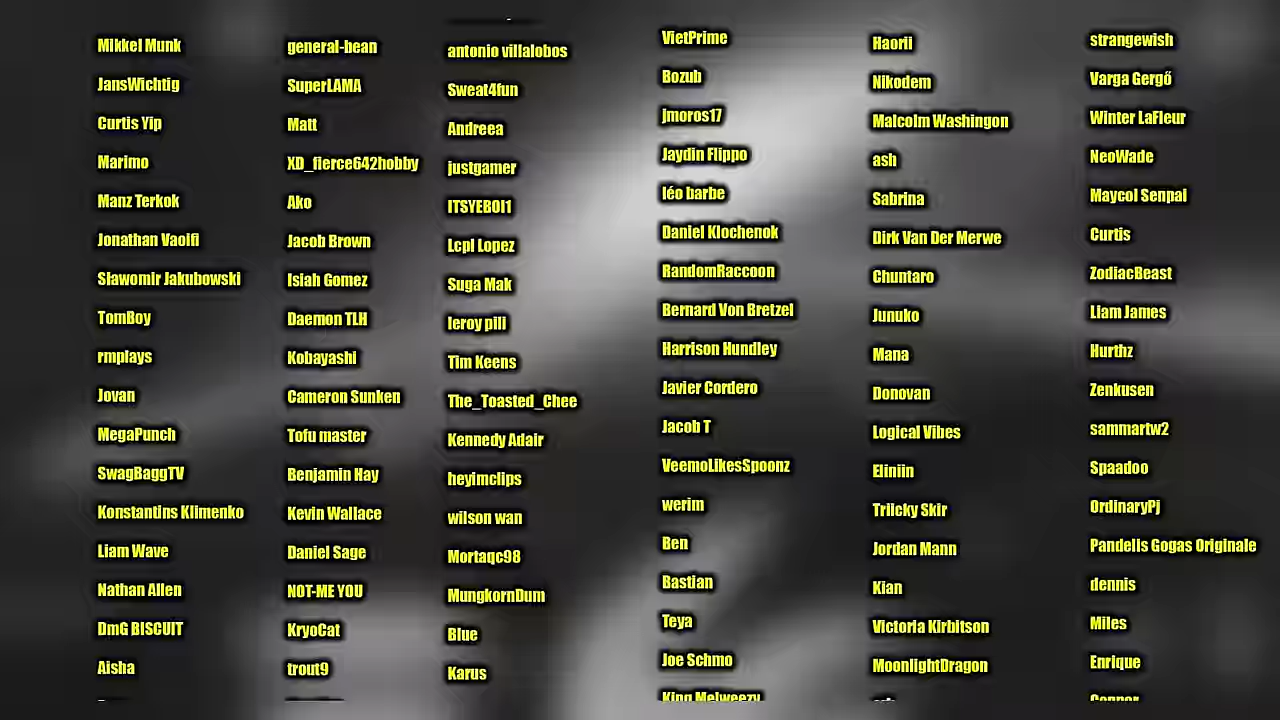 Mikkel Munk
JansWichtig
Curtis Yip
Marimo
Manz Terkok
Jonathan Vaolfi
Sławomir Jakubowski
TomBoy
rmplays
Jovan
MegaPunch
SwagBaggTV
Konstantins Klimenko
Liam Wave
Nathan Allen
DmG BISCUIT
Aisha
general-bean
SuperLAMA
Matt
XD_fierce642hobby
Ako
Jacob Brown
Isiah Gomez
Daemon TLH
Kobayashi
Cameron Sunken
Tofu master
Benjamin Hay
Kevin Wallace
Daniel Sage
NOT-ME YOU
KryoCat
trout9
antonio villalobos
Sweat4fun
Andreea
justgamer
ITSYEBOI1
Lcpl Lopez
Suga Mak
leroy pili
Tim Keens
The_Toasted_Chee
Kennedy Adair
heyimclips
wilson wan
Mortaqc98
MungkornDum
Blue
Karus
VietPrime
Bozub
jmoros17
Jaydin Flippo
léo barbe
Daniel Klochenok
RandomRaccoon
Bernard Von Bretzel
Harrison Hundley
Javier Cordero
Jacob T
VeemoLikesSpoonz
werim
Ben
Bastian
Teya
Joe Schmo
King Melweezy
Haorii
Nikodem
Malcolm Washingon
ash
Sabrina
Dirk Van Der Merwe
Chuntaro
Junuko
Mana
Donovan
Logical Vibes
Eliniin
Triicky Skir
Jordan Mann
Kian
Victoria Kirbitson
MoonlightDragon
strangewish
Varga Gergő
Winter LaFleur
NeoWade
Maycol Senpai
Curtis
ZodiacBeast
Liam James
Hurthz
Zenkusen
sammartw2
Spaadoo
OrdinaryPj
Pandelis Gogas Originale
dennis
Miles
Enrique
Connor